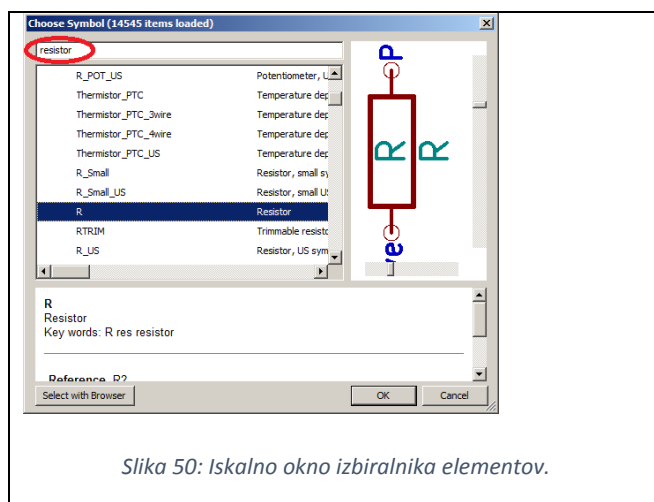 Choose Symbol (14545 items loaded)
resistor
R_POT_US Potentiometer, U
Thermistor_PTC Temperature dep
Thermistor_PTC_3wire Temperature dep
Thermistor_PTC_4wire Temperature dep
Thermistor_PTC_US Temperature dep
R_Small Resistor, small sy
R_Small_US Resistor, small U
R Resistor
RTRIM Trimmable resisto
R_US Resistor, US sym
P
R R
ve
R
Resistor
Key words: R res resistor
Reference R?
Select with Browser OK Cancel
Slika 50: Iskalno okno izbiralnika elementov.